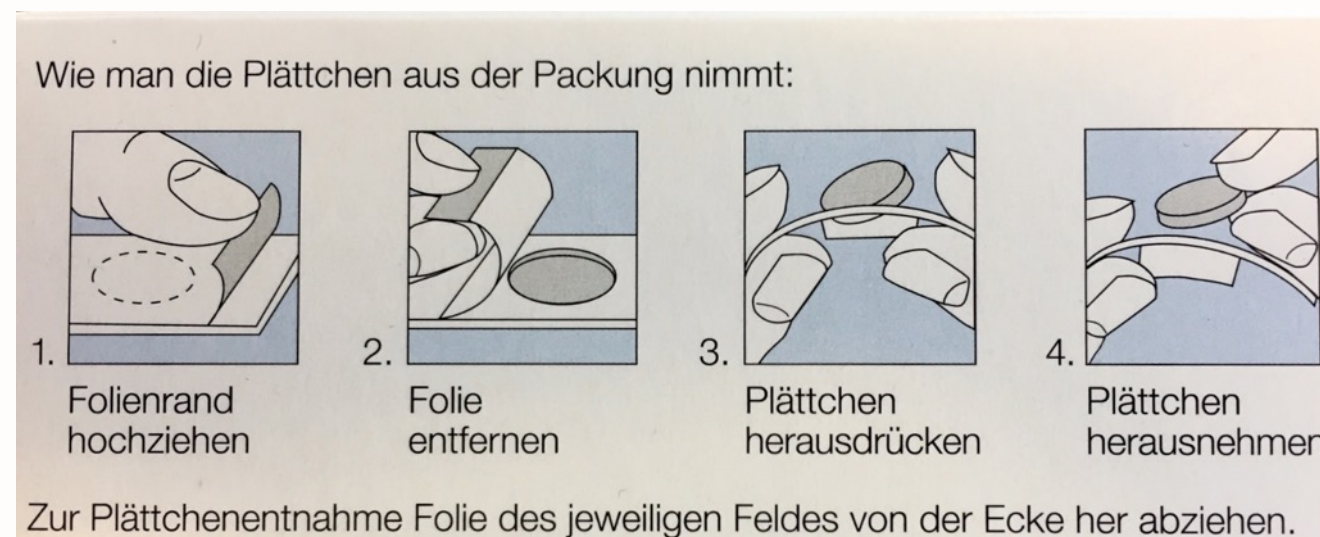 Wie man die Plättchen aus der Packung nimmt:
1. Folienrand
hochziehen
2. Folie
entfernen
3. Plättchen
herausdrücken
4. Plättchen
herausnehmen
Zur Plättchenentnahme Folie des jeweiligen Feldes von der Ecke her abziehen.